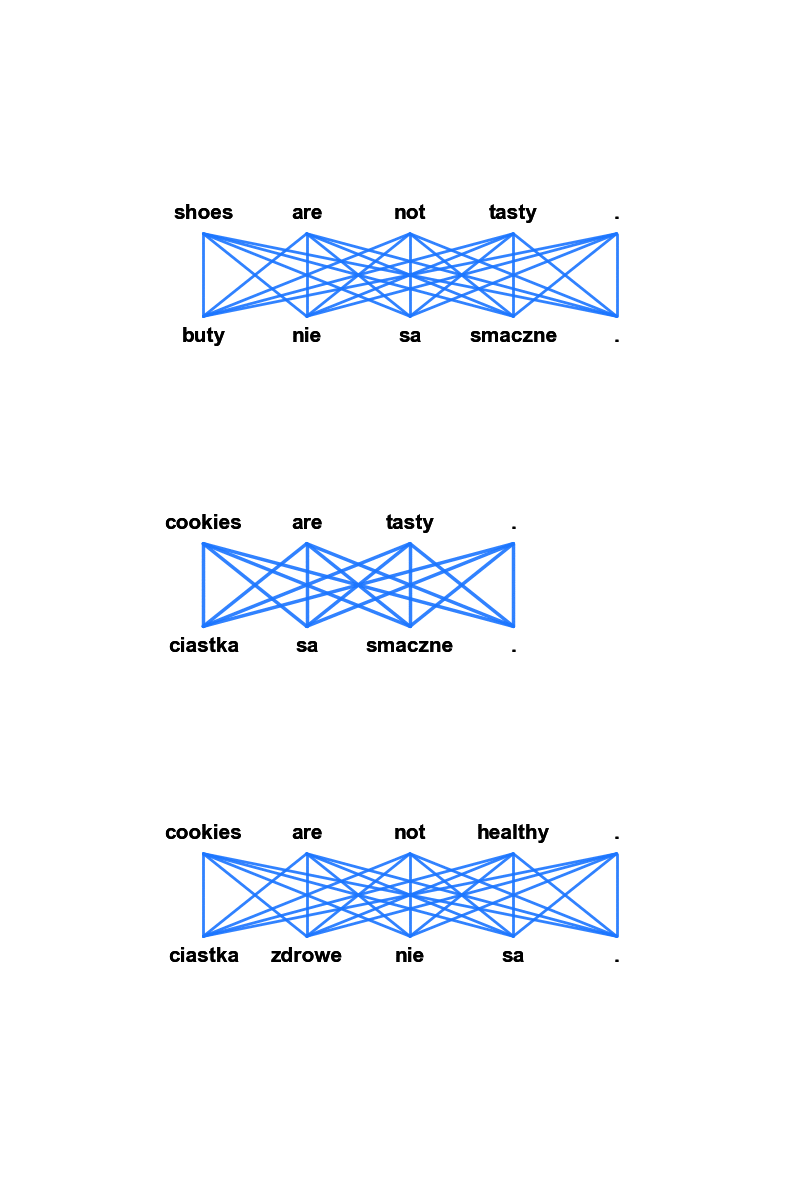 shoes are not tasty .
buty nie sa smaczne .
cookies are tasty .
ciastka sa smaczne .
cookies are not healthy .
ciastka zdrowe nie sa .